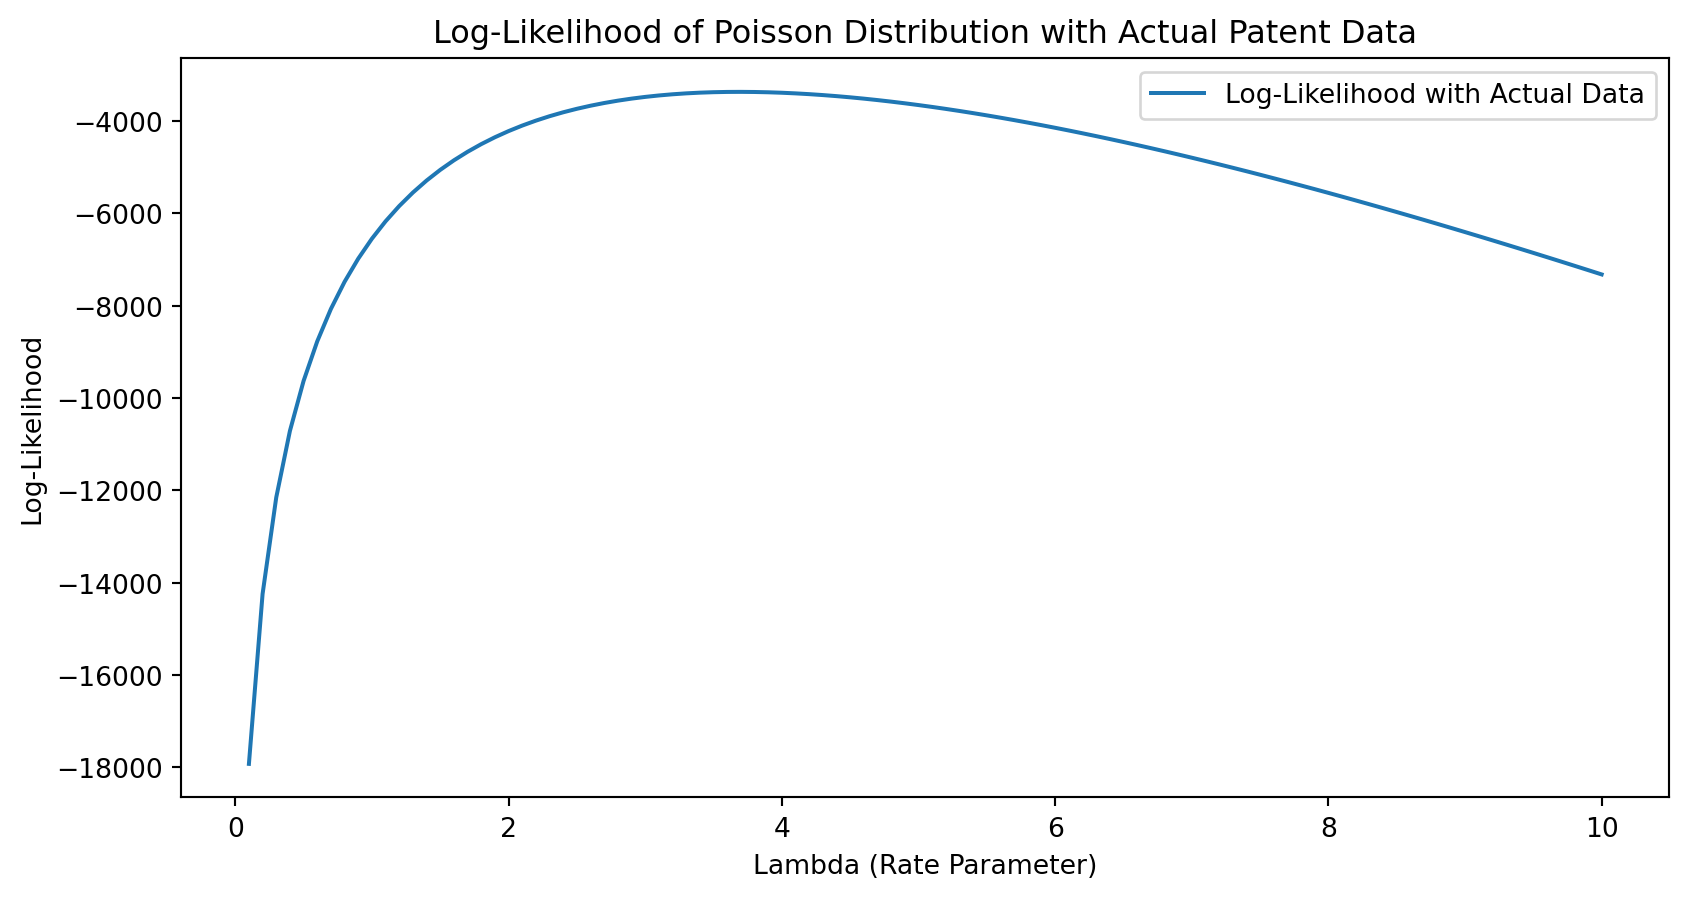 Log-Likelihood of Poisson Distribution with Actual Patent Data
Log-Likelihood with Actual Data
−4000
−6000
−8000
−10000
−12000
−14000
−16000
−18000
Log-Likelihood
0 2 4 6 8 10
Lambda (Rate Parameter)